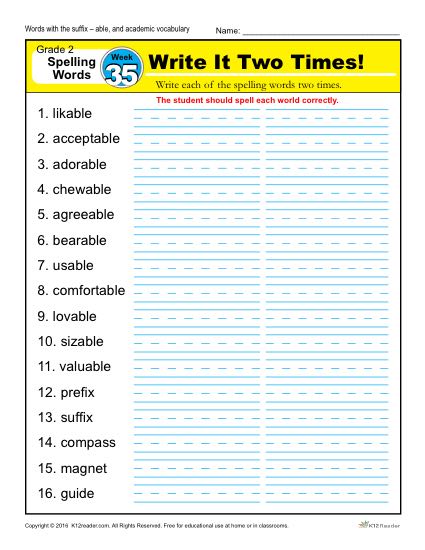 Words with the suffix – able, and academic vocabulary
Name:
Grade 2
Spelling
Words
Week
35
Write It Two Times!
Write each of the spelling words two times.
The student should spell each world correctly.
1. likable
2. acceptable
3. adorable
4. chewable
5. agreeable
6. bearable
7. usable
8. comfortable
9. lovable
10. sizable
11. valuable
12. prefix
13. suffix
14. compass
15. magnet
16. guide
Copyright © 2016 K12reader.com. All Rights Reserved. Free for educational use at home or in classrooms.
K12Reader